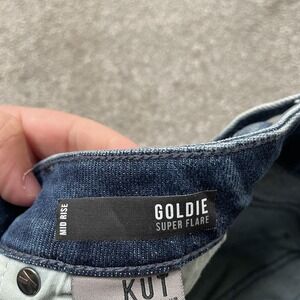 MID RISE
GOLDIE
SUPER FLARE
KUT